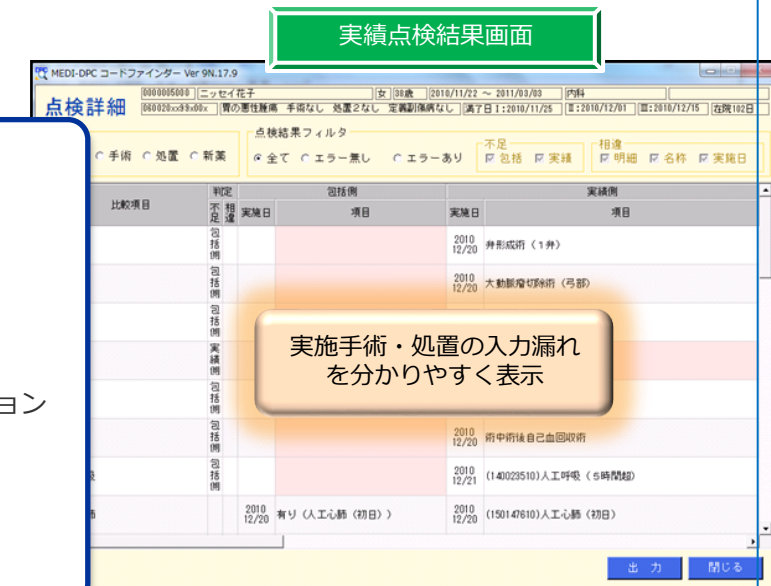 実績点検結果画面
MEDI-DPC コードファインダー Ver 9N.17.9
点検詳細
0000005000 ニッセイ花子 女 38歳 2010/11/22 ～ 2011/03/03 内科
060020xx99x00x 胃の悪性腫瘍 手術なし 処置2なし 定義副傷病なし 満了日 I:2010/11/25 II:2010/12/01 III:2010/12/15 在院102日
点検結果フィルタ
手術 処置 新薬
全て エラー無し エラーあり
不足
包括 実績
相違
明細 名称 実施日
比較項目 判定 包括側 実績側
不足 相違 実施日 項目 実施日 項目
包括側 2010 12/20 弁形成術（1弁）
包括側 2010 12/20 大動脈瘤切除術（弓部）
包括側
実績側
包括側
実施手術・処置の入力漏れ
を分かりやすく表示
ョン
包括側 2010 12/20 術中術後自己血回収術
包括側 2010 12/21 (140023510)人工呼吸（5時間超）
2010 12/20 有り（人工心肺（初日）） 2010 12/20 (150147610)人工心肺（初日）
出 力 閉じる